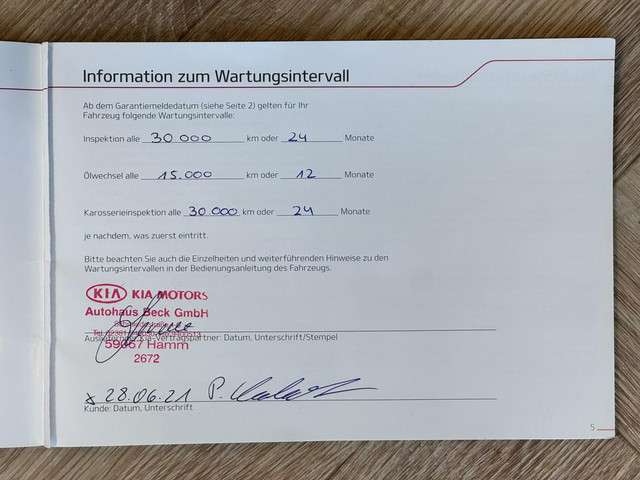 Information zum Wartungsintervall
Ab dem Garantiemeldedatum (siehe Seite 2) gelten für Ihr
Fahrzeug folgende Wartungsintervalle:
Inspektion alle 30.000 km oder 24 Monate
Ölwechsel alle 15.000 km oder 12 Monate
Karosserieinspektion alle 30.000 km oder 24 Monate
je nachdem, was zuerst eintritt.
Bitte beachten Sie auch die Einzelheiten und weiterführenden Hinweise zu den
Wartungsintervallen in der Bedienungsanleitung des Fahrzeugs.
KIA KIA MOTORS
Autohaus Beck GmbH
Kia-Vertragspartner: Datum, Unterschrift/Stempel
Hamm
2672
x 28.06.21 P.
Kunde: Datum, Unterschrift
5